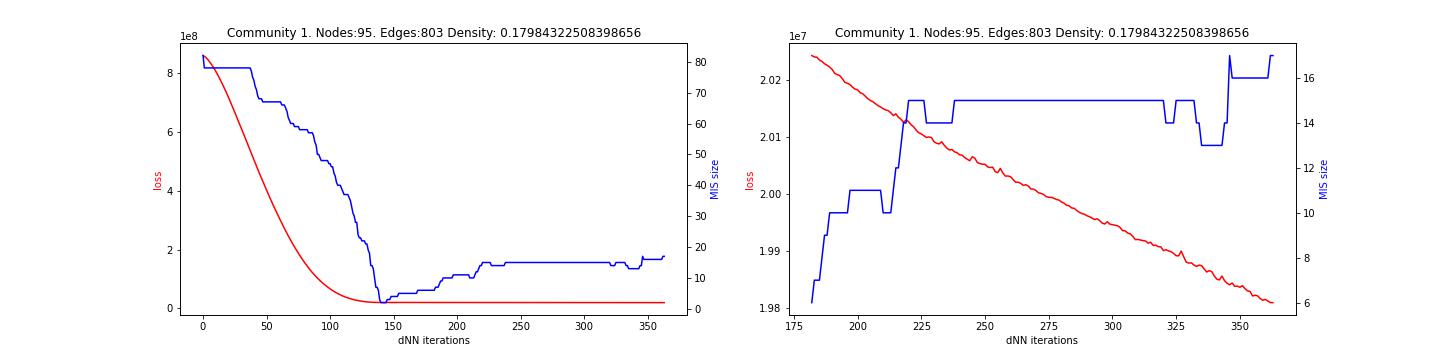 Community 1. Nodes:95. Edges:803 Density: 0.17984322508398656
1e8
8
6
4
2
0
loss
0 50 100 150 200 250 300 350
dNN iterations
80
70
60
50
40
30
20
10
0
MIS size
Community 1. Nodes:95. Edges:803 Density: 0.17984322508398656
1e7
2.02
2.01
2.00
1.99
1.98
loss
175 200 225 250 275 300 325 350
dNN iterations
16
14
12
10
8
6
MIS size